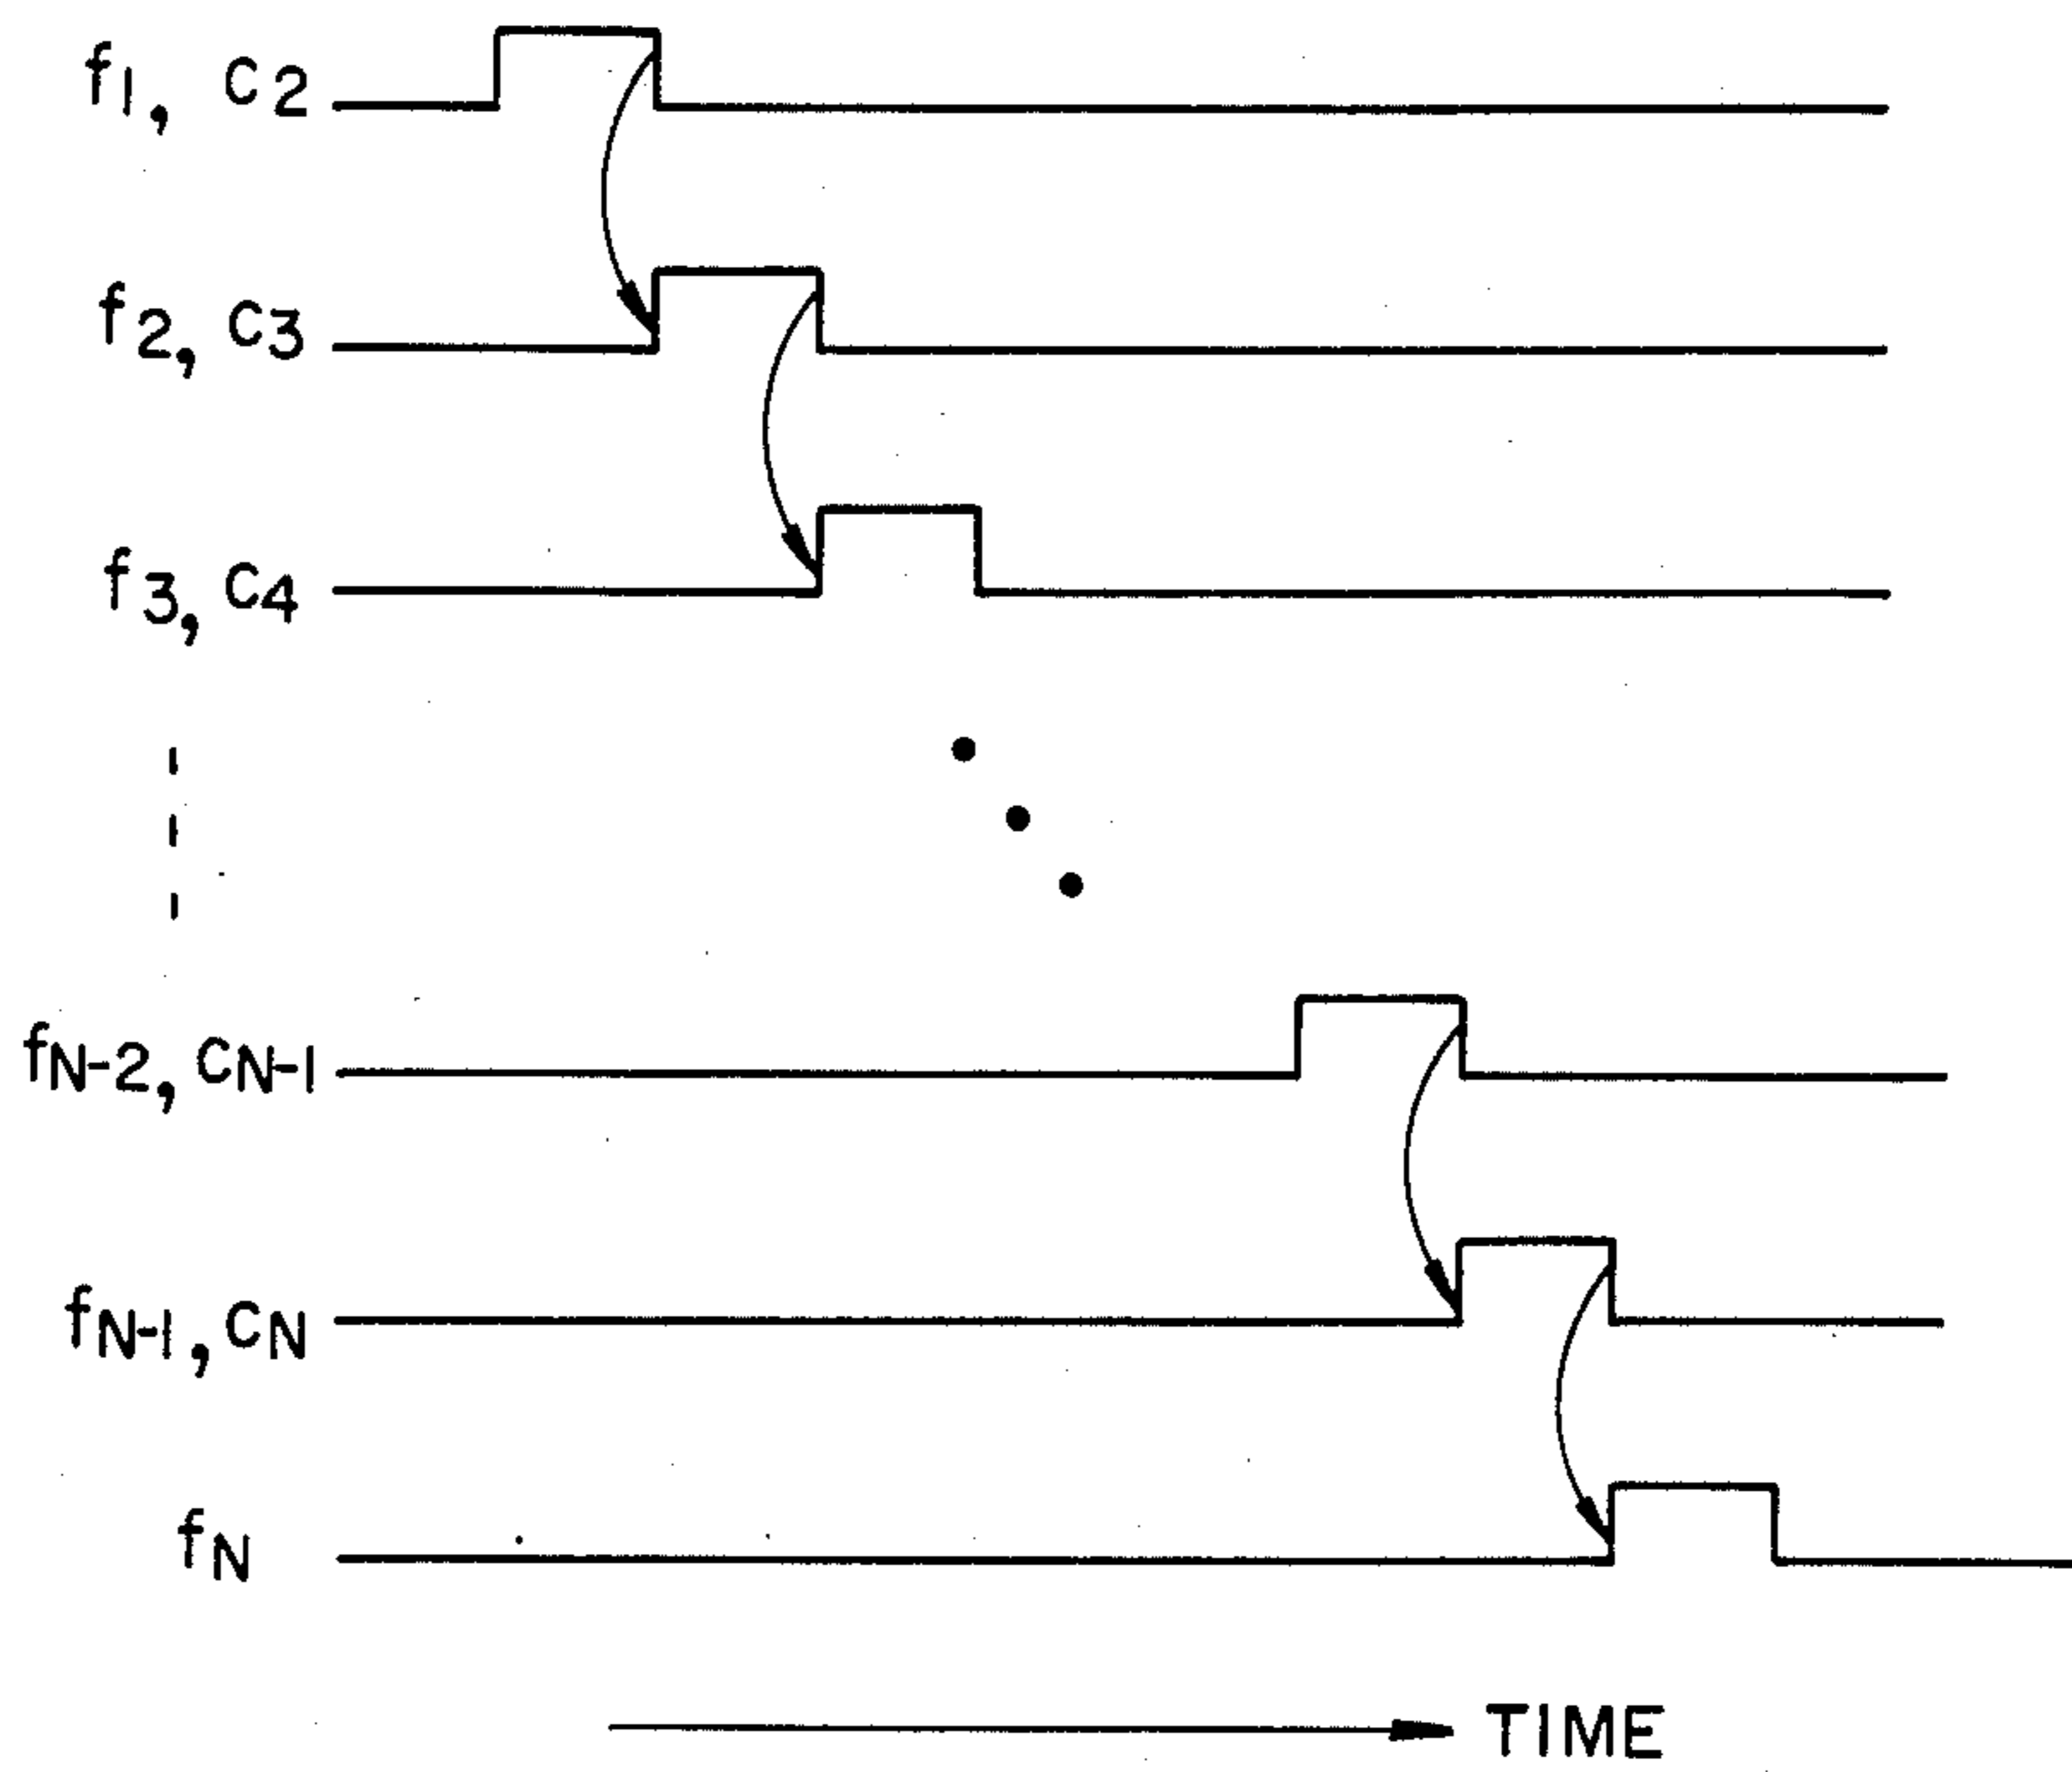 f1, C2
f2, C3
f3, C4
fN-2, CN-1
fN-1, CN
fN
TIME